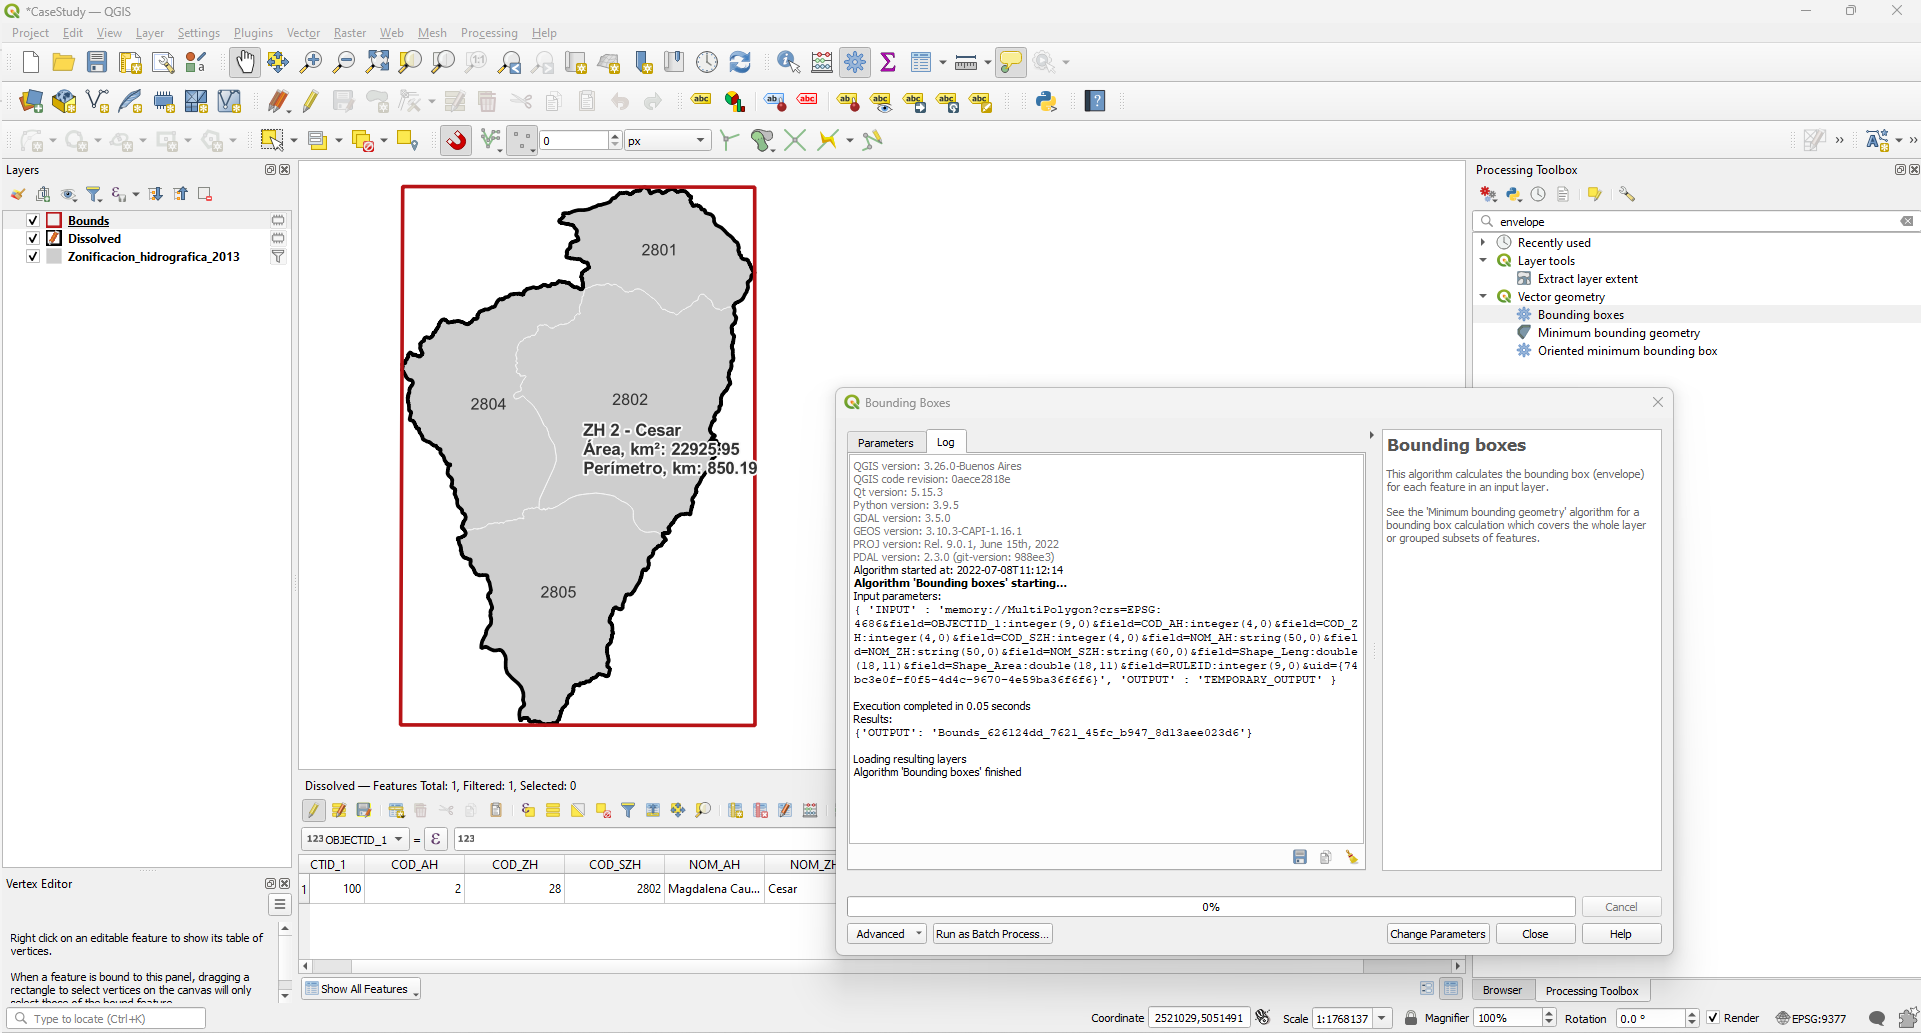 *CaseStudy — QGIS
Project Edit View Layer Settings Plugins Vector Raster Web Mesh Processing Help
0 px
Layers
Bounds
Dissolved
Zonificacion_hidrografica_2013
2801
2804
2802
ZH 2 - Cesar
Área, km²: 22925.95
Perímetro, km: 850.19
2805
Processing Toolbox
envelope
Recently used
Layer tools
Extract layer extent
Vector geometry
Bounding boxes
Minimum bounding geometry
Oriented minimum bounding box
Bounding Boxes
Parameters Log
QGIS version: 3.26.0-Buenos Aires
QGIS code revision: 0aece2818e
Qt version: 5.15.3
Python version: 3.9.5
GDAL version: 3.5.0
GEOS version: 3.10.3-CAPI-1.16.1
PROJ version: Rel. 9.0.1, June 15th, 2022
PDAL version: 2.3.0 (git-version: 988ee3)
Algorithm started at: 2022-07-08T11:12:14
Algorithm 'Bounding boxes' starting...
Input parameters:
{ 'INPUT' : 'memory://MultiPolygon?crs=EPSG:
4686&field=OBJECTID_1:integer(9,0)&field=COD_AH:integer(4,0)&field=COD_Z
H:integer(4,0)&field=COD_SZH:integer(4,0)&field=NOM_AH:string(50,0)&fiel
d=NOM_ZH:string(50,0)&field=NOM_SZH:string(60,0)&field=Shape_Leng:double
(18,11)&field=Shape_Area:double(18,11)&field=RULEID:integer(9,0)&uid={74
bc3e0f-f0f5-4d4c-9670-4e59ba36f6f6}', 'OUTPUT' : 'TEMPORARY_OUTPUT' }
Execution completed in 0.05 seconds
Results:
{'OUTPUT': 'Bounds_626124dd_7621_45fc_b947_8d13aee023d6'}
Loading resulting layers
Algorithm 'Bounding boxes' finished
Bounding boxes
This algorithm calculates the bounding box (envelope)
for each feature in an input layer.
See the 'Minimum bounding geometry' algorithm for a
bounding box calculation which covers the whole layer
or grouped subsets of features.
0% Cancel
Advanced Run as Batch Process... Change Parameters Close Help
Dissolved — Features Total: 1, Filtered: 1, Selected: 0
123 OBJECTID_1 = ε 123
CTID_1 COD_AH COD_ZH COD_SZH NOM_AH NOM_ZH
1 100 2 28 2802 Magdalena Cau... Cesar
Show All Features
Vertex Editor
Right click on an editable feature to show its table of
vertices.
When a feature is bound to this panel, dragging a
rectangle to select vertices on the canvas will only
select those of the bound feature.
Browser Processing Toolbox
Type to locate (Ctrl+K) Coordinate 2521029,5051491 Scale 1:1768137 Magnifier 100% Rotation 0.0 ° Render EPSG:9377